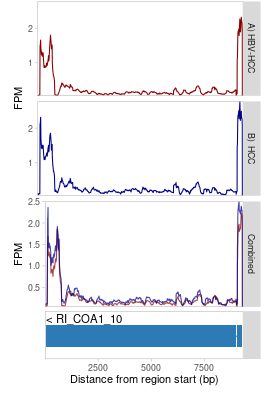 2
1
FPM
A) HBV-HCC
2
1
B) HCC
2.5
2.0
1.5
1.0
0.5
FPM
Combined
< RI_COA1_10
2500
5000
7500
Distance from region start (bp)